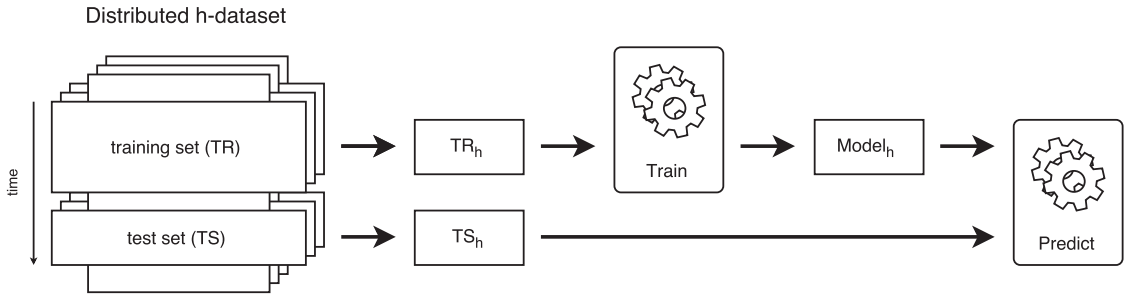 Distributed h-dataset
time
training set (TR)
TRh
Train
Modelh
test set (TS)
TSh
Predict